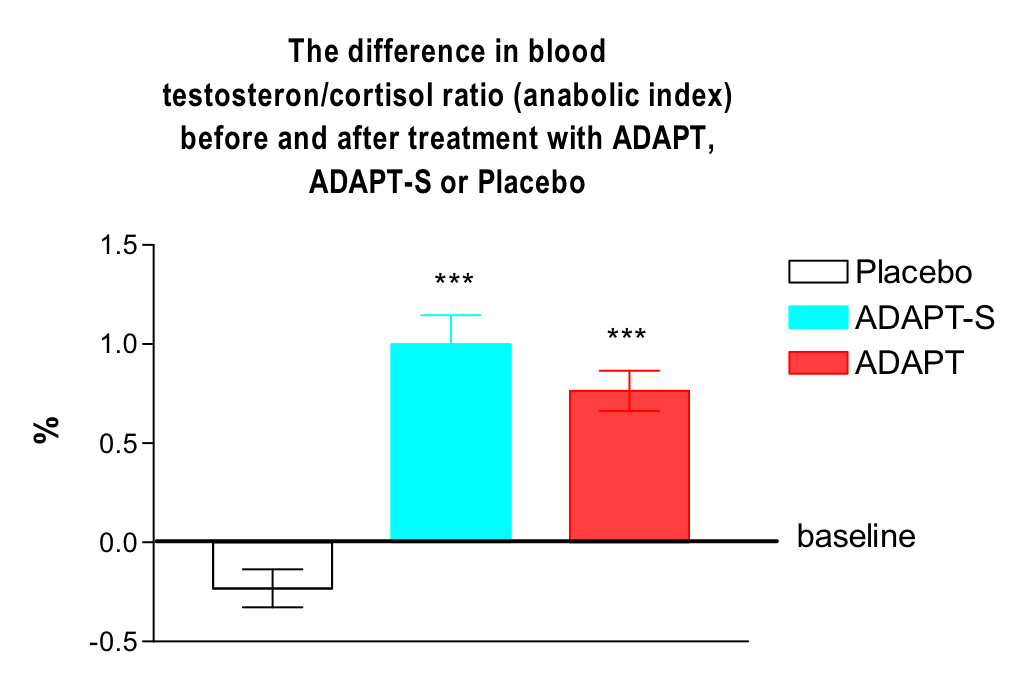 The difference in blood
testosteron/cortisol ratio (anabolic index)
before and after treatment with ADAPT,
ADAPT-S or Placebo
1.5
1.0
0.5
0.0
-0.5
%
***
***
baseline
Placebo
ADAPT-S
ADAPT